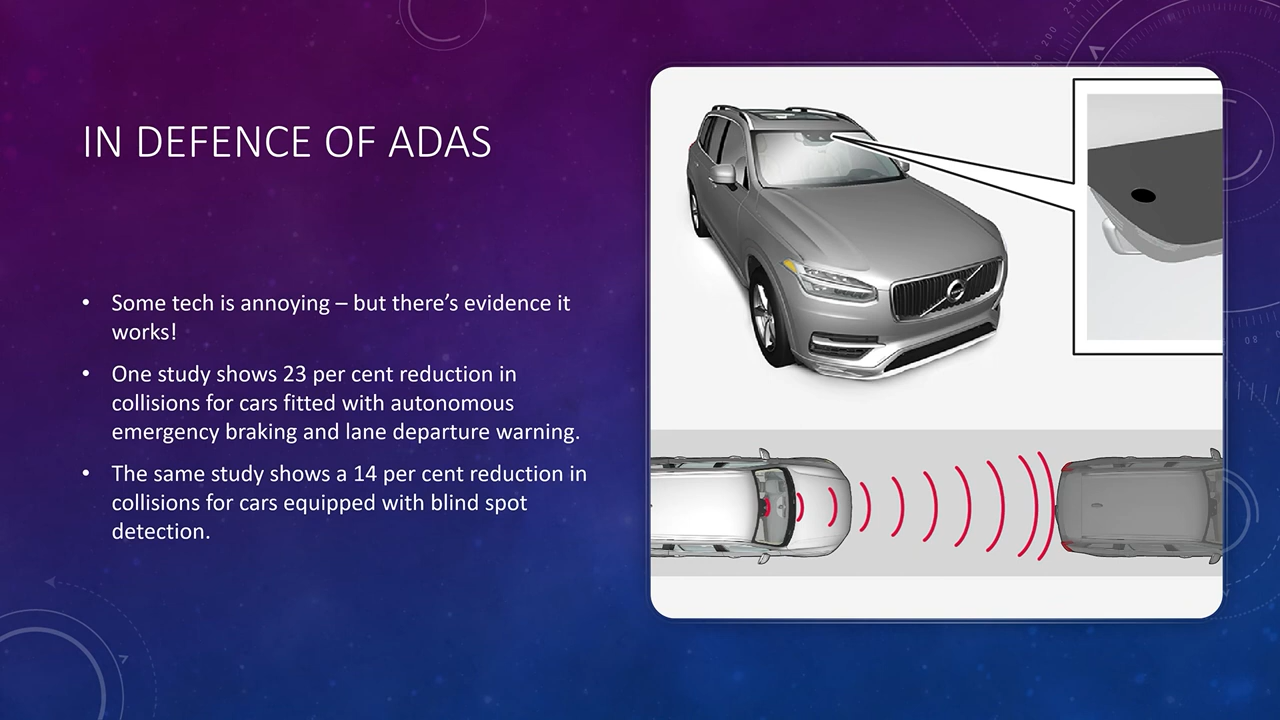 IN DEFENCE OF ADAS
• Some tech is annoying – but there’s evidence it
works!
• One study shows 23 per cent reduction in
collisions for cars fitted with autonomous
emergency braking and lane departure warning.
• The same study shows a 14 per cent reduction in
collisions for cars equipped with blind spot
detection.
200
80